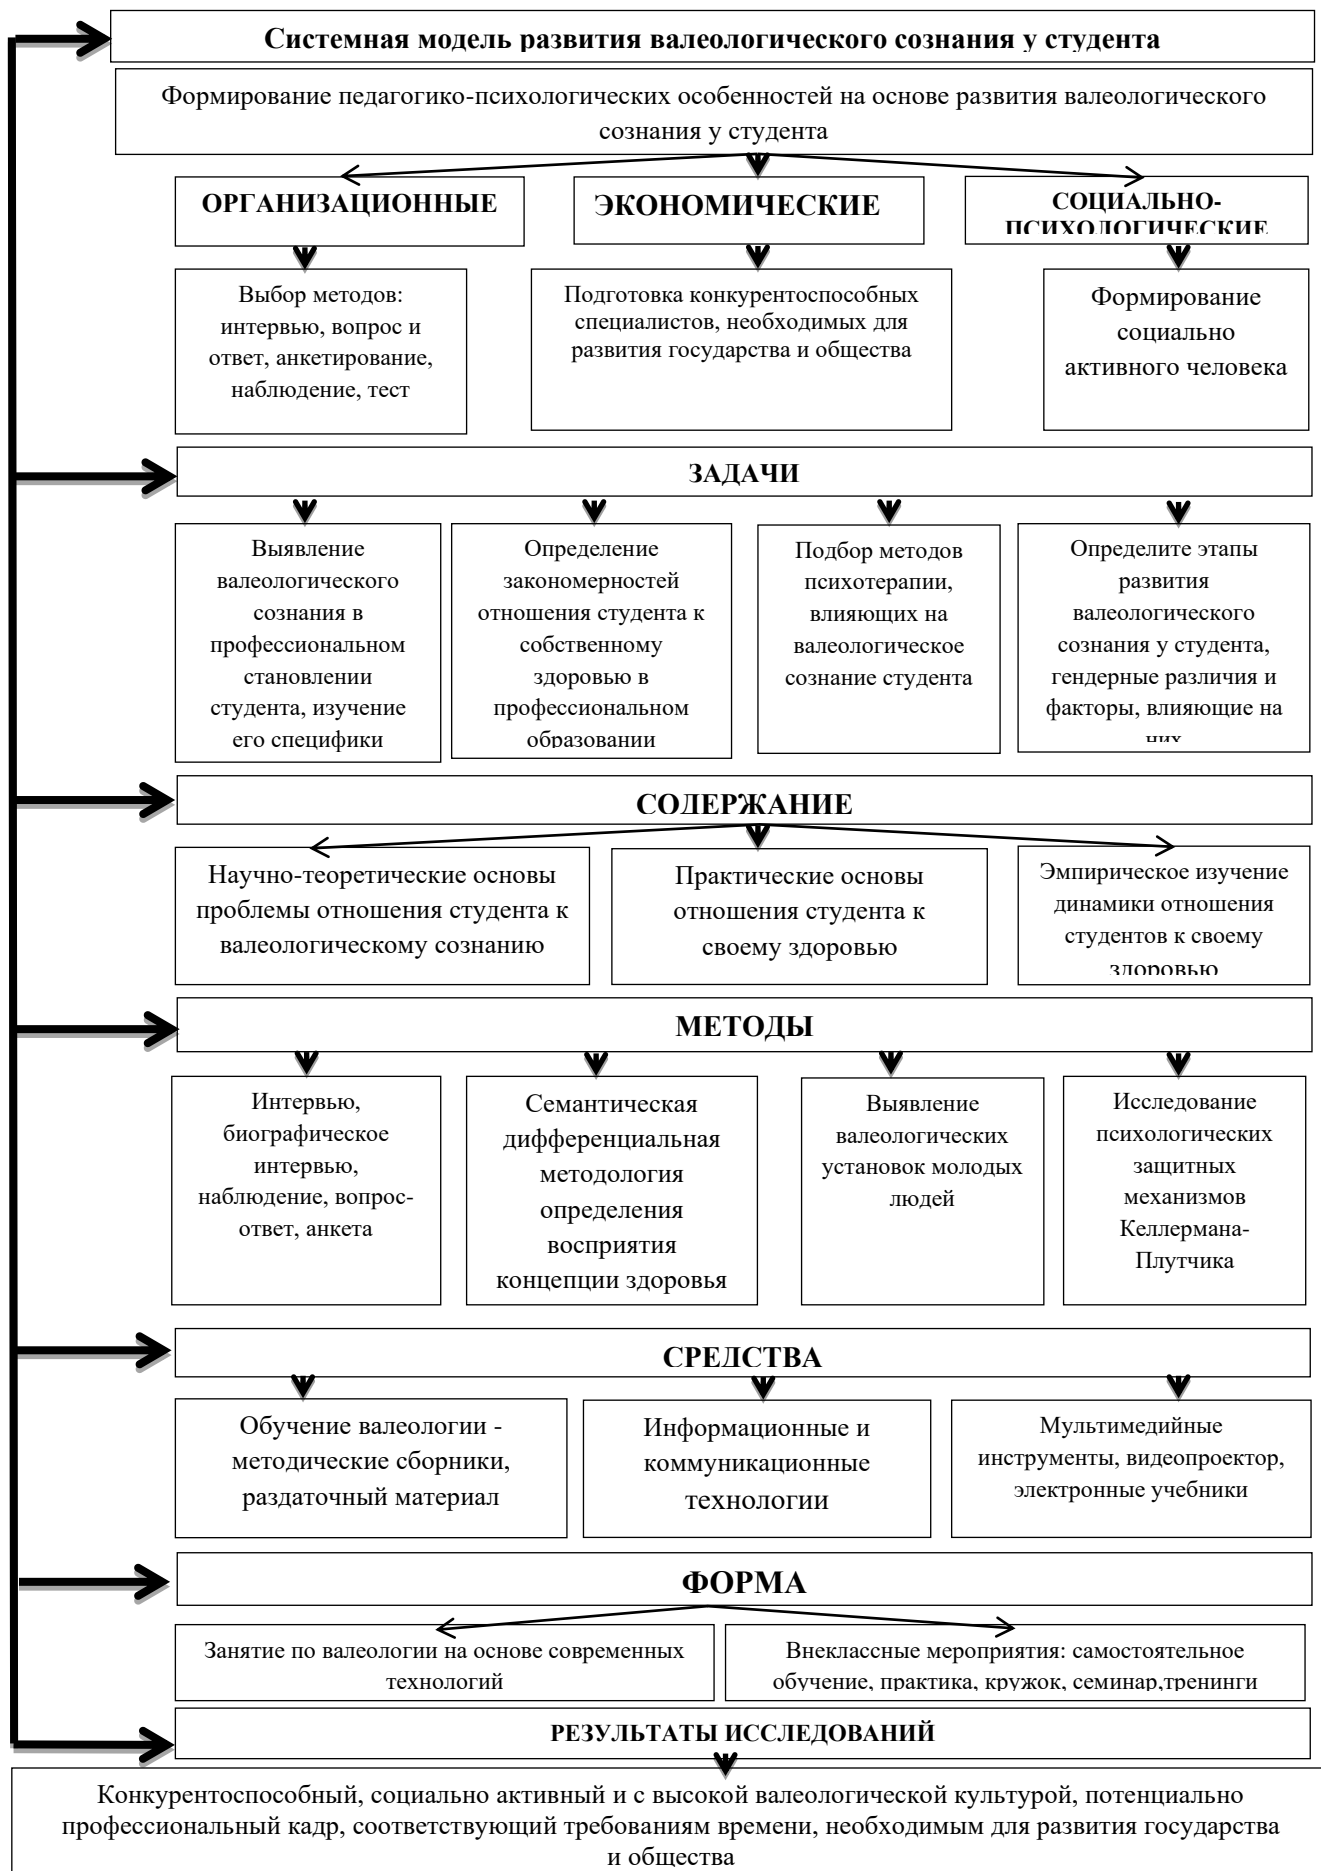 Системная модель развития валеологического сознания у студента
Формирование педагогико-психологических особенностей на основе развития валеологического
сознания у студента
ОРГАНИЗАЦИОННЫЕ
ЭКОНОМИЧЕСКИЕ
СОЦИАЛЬНО-
ПСИХОЛОГИЧЕСКИЕ
Выбор методов:
интервью, вопрос и
ответ, анкетирование,
наблюдение, тест
Подготовка конкурентоспособных
специалистов, необходимых для
развития государства и общества
Формирование
социально
активного человека
ЗАДАЧИ
Выявление
валеологического
сознания в
профессиональном
становлении
студента, изучение
его специфики
Определение
закономерностей
отношения студента к
собственному
здоровью в
профессиональном
образовании
Подбор методов
психотерапии,
влияющих на
валеологическое
сознание студента
Определите этапы
развития
валеологического
сознания у студента,
гендерные различия и
факторы, влияющие на
них
СОДЕРЖАНИЕ
Научно-теоретические основы
проблемы отношения студента к
валеологическому сознанию
Практические основы
отношения студента к
своему здоровью
Эмпирическое изучение
динамики отношения
студентов к своему
здоровью
МЕТОДЫ
Интервью,
биографическое
интервью,
наблюдение, вопрос-
ответ, анкета
Семантическая
дифференциальная
методология
определения
восприятия
концепции здоровья
Выявление
валеологических
установок молодых
людей
Исследование
психологических
защитных
механизмов
Келлермана-
Плутчика
СРЕДСТВА
Обучение валеологии -
методические сборники,
раздаточный материал
Информационные и
коммуникационные
технологии
Мультимедийные
инструменты, видеопроектор,
электронные учебники
ФОРМА
Занятие по валеологии на основе современных
технологий
Внеклассные мероприятия: самостоятельное
обучение, практика, кружок, семинар,тренинги
РЕЗУЛЬТАТЫ ИССЛЕДОВАНИЙ
Конкурентоспособный, социально активный и с высокой валеологической культурой, потенциально
профессиональный кадр, соответствующий требованиям времени, необходимым для развития государства
и общества